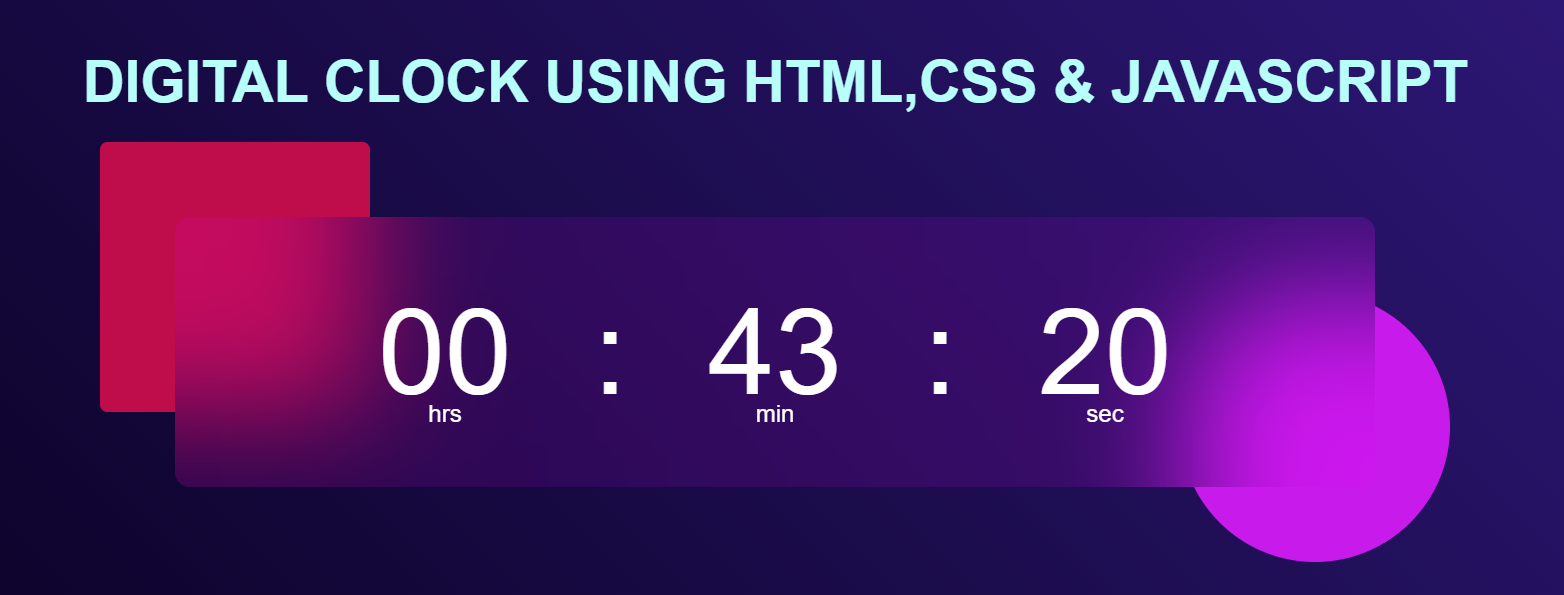 DIGITAL CLOCK USING HTML,CSS & JAVASCRIPT
00 : 43 : 20
hrs min sec